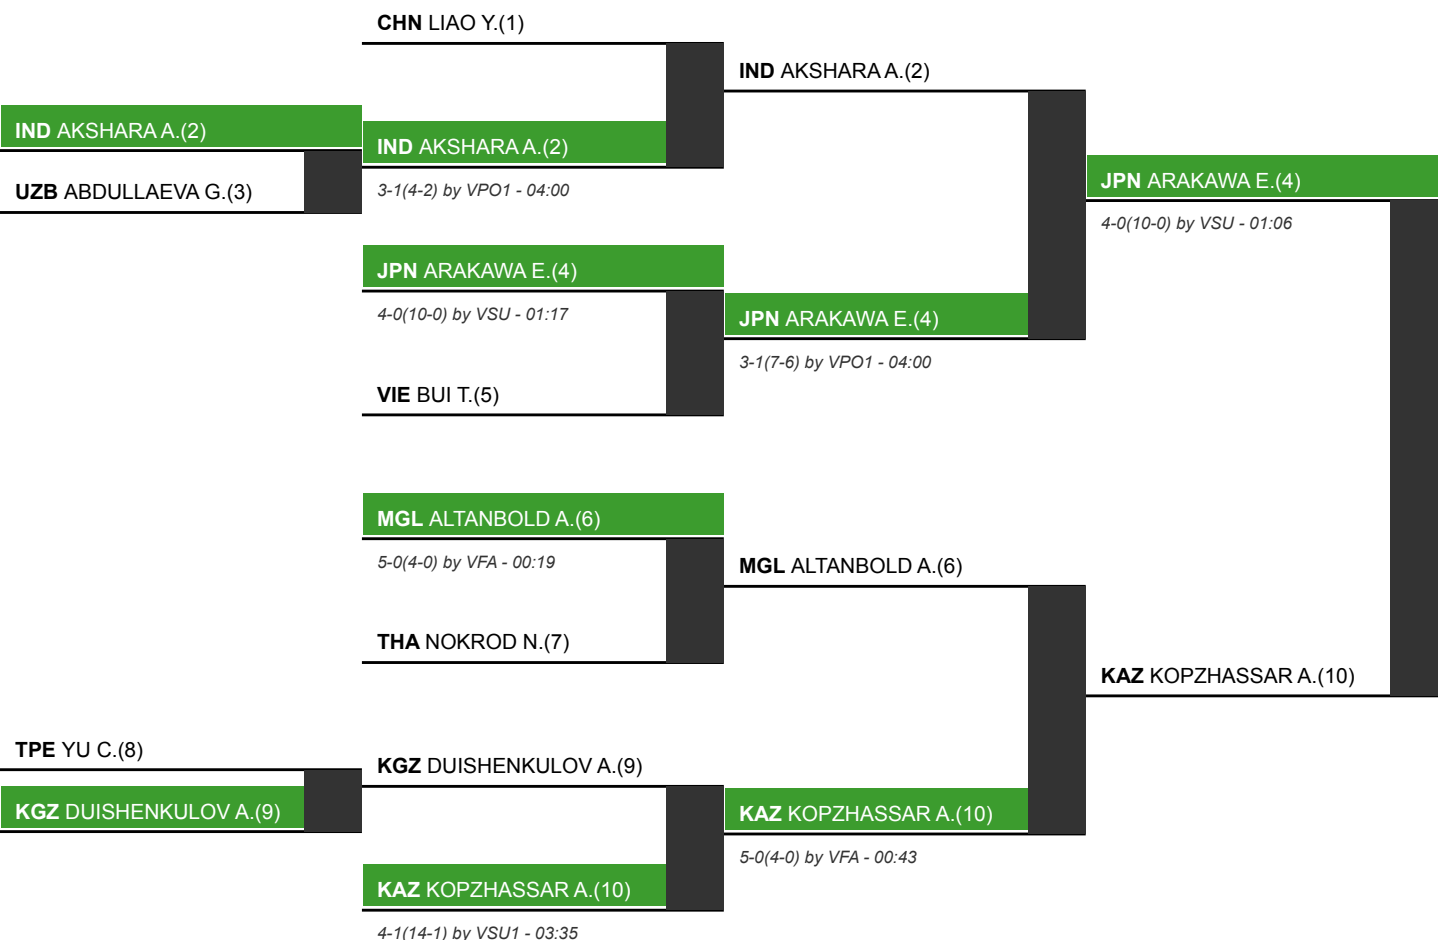 IND AKSHARA A.(2)
UZB ABDULLAEVA G.(3)
TPE YU C.(8)
KGZ DUISHENKULOV A.(9)
CHN LIAO Y.(1)
IND AKSHARA A.(2)
3-1(4-2) by VPO1 - 04:00
JPN ARAKAWA E.(4)
4-0(10-0) by VSU - 01:17
VIE BUI T.(5)
MGL ALTANBOLD A.(6)
5-0(4-0) by VFA - 00:19
THA NOKROD N.(7)
KGZ DUISHENKULOV A.(9)
KAZ KOPZHASSAR A.(10)
4-1(14-1) by VSU1 - 03:35
IND AKSHARA A.(2)
JPN ARAKAWA E.(4)
3-1(7-6) by VPO1 - 04:00
MGL ALTANBOLD A.(6)
KAZ KOPZHASSAR A.(10)
5-0(4-0) by VFA - 00:43
JPN ARAKAWA E.(4)
4-0(10-0) by VSU - 01:06
KAZ KOPZHASSAR A.(10)